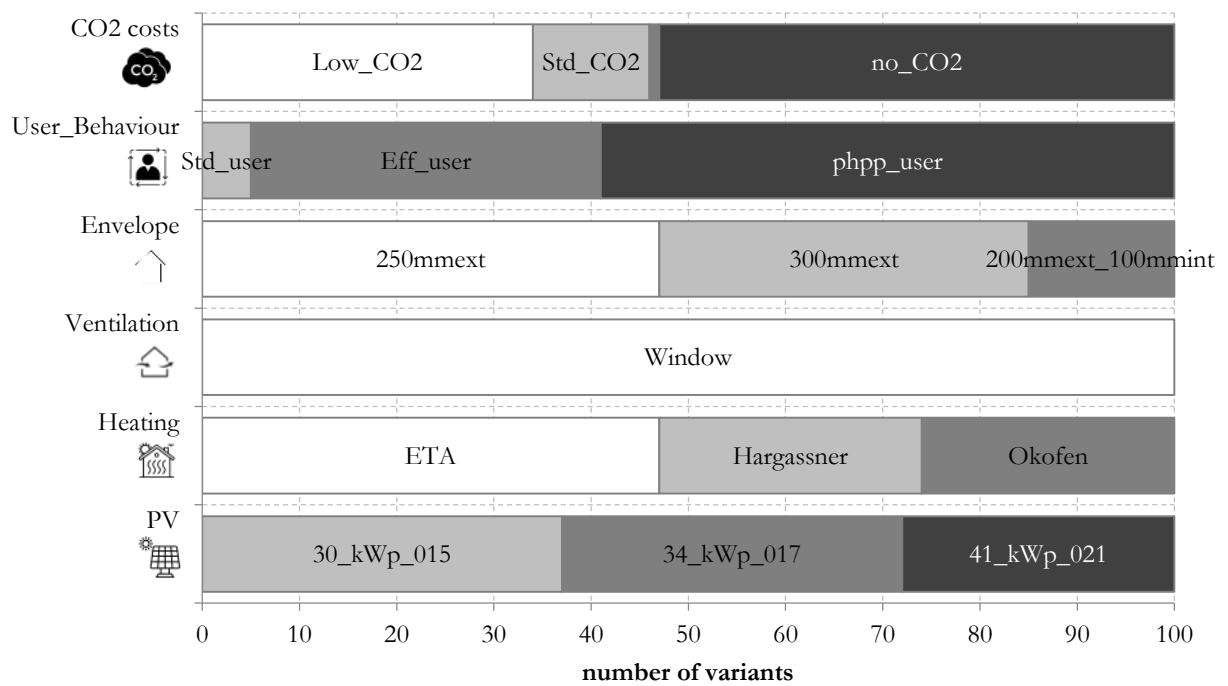 CO2 costs
CO2
Low_CO2 Std_CO2 no_CO2
User_Behaviour
Std_user Eff_user phpp_user
Envelope
250mmext 300mmext 200mmext_100mmint
Ventilation
Window
Heating
ETA Hargassner Okofen
PV
30_kWp_015 34_kWp_017 41_kWp_021
0 10 20 30 40 50 60 70 80 90 100
number of variants